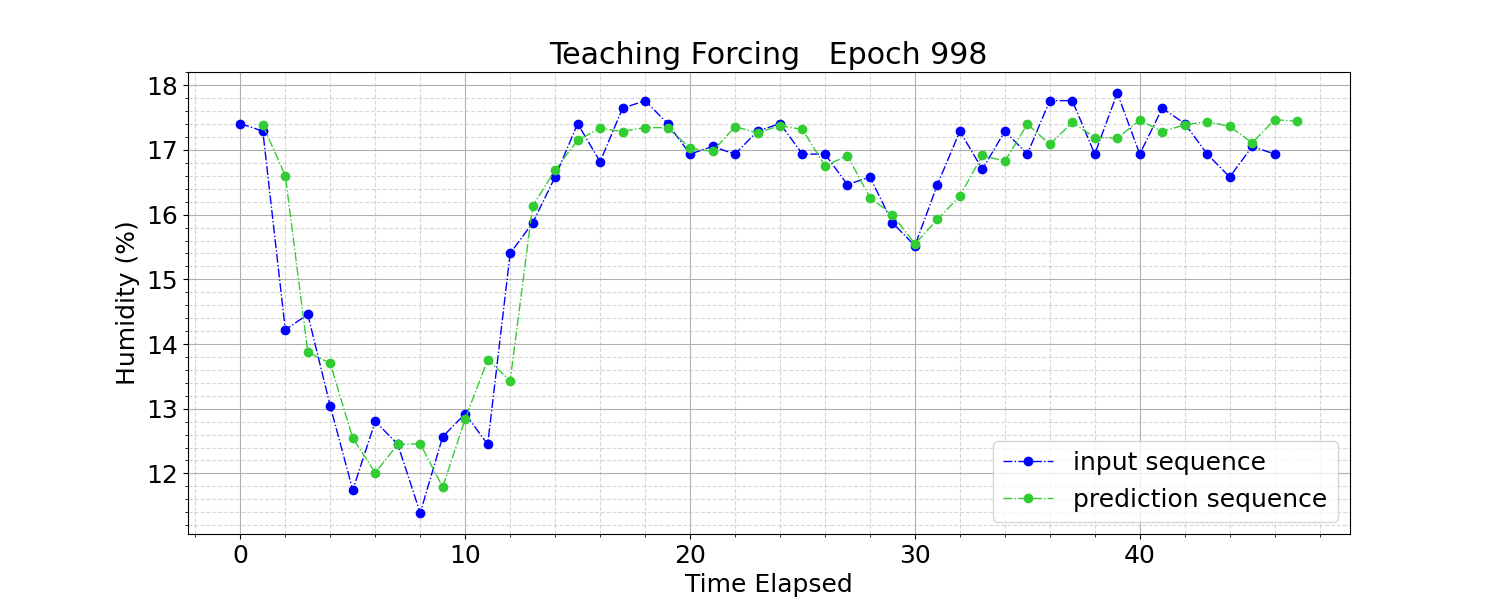 Teaching Forcing   Epoch 998
Humidity (%)
18
17
16
15
14
13
12
0 10 20 30 40
Time Elapsed
input sequence
prediction sequence